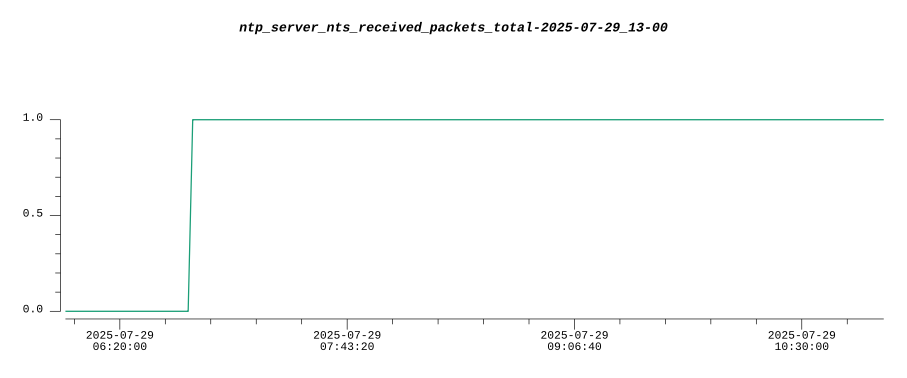 ntp_server_nts_received_packets_total-2025-07-29_13-00
1.0
0.5
0.0
2025-07-29 2025-07-29 2025-07-29 2025-07-29
06:20:00 07:43:20 09:06:40 10:30:00